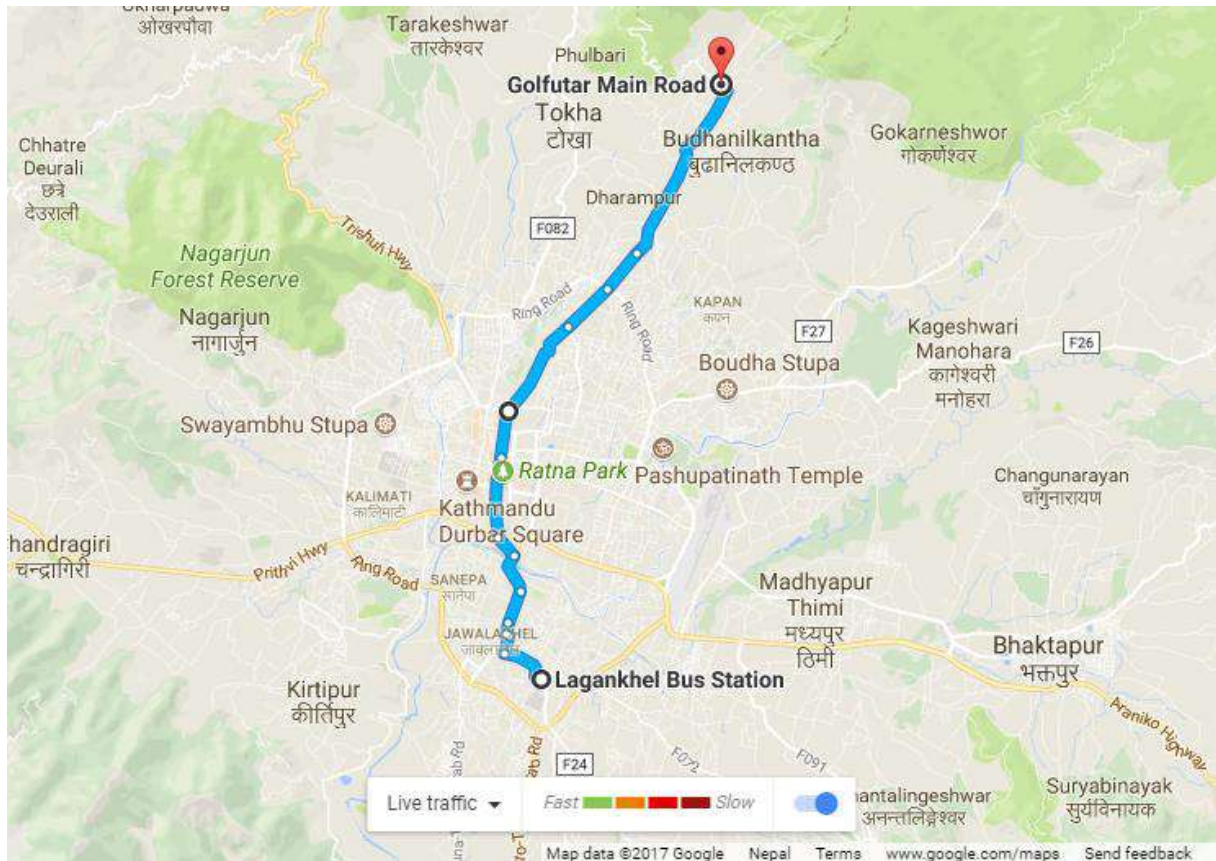 ओखरपौवा
Tarakeshwar
तारकेश्वर
Phulbari
Golfutar Main Road
Tokha
टोखा
Budhanilkantha
बुढानिलकण्ठ
Gokarneshwor
गोकर्णेश्वर
Chhatre
Deurali
छत्रे
देउराली
Dharampur
F082
Trishuli Hwy
Nagarjun
Forest Reserve
Nagarjun
नागार्जुन
Ring Road
Ring Road
KAPAN
कपन
F27
Kageshwari
Manohara
कागेश्वरी
मनोहरा
F26
Boudha Stupa
Swayambhu Stupa
Ratna Park
Pashupatinath Temple
Changunarayan
चाँगुनारायण
KALIMATI
कालिमाटी
Kathmandu
Durbar Square
handragiri
चन्द्रागिरी
Prithvi Hwy
Ring Road
SANEPA
सानेपा
Madhyapur
Thimi
मध्यपुर
ठिमी
Bhaktapur
भक्तपुर
Lagankhel Bus Station
Kirtipur
कीर्तिपुर
Araniko Highway
F24
F072
F091
Live traffic
Fast
Slow
antalingeshwar
अनन्तलिङ्गेश्वर
Suryabinayak
सुर्यविनायक
Map data ©2017 Google Nepal Terms www.google.com/maps Send feedback